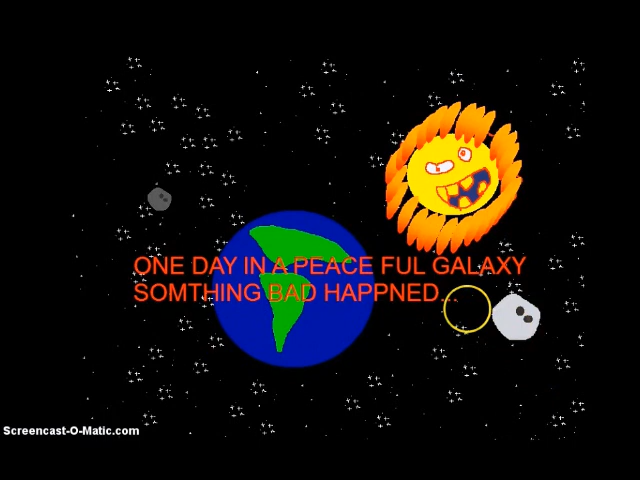 ONE DAY IN A PEACE FUL GALAXY
SOMTHING BAD HAPPNED...
Screencast-O-Matic.com